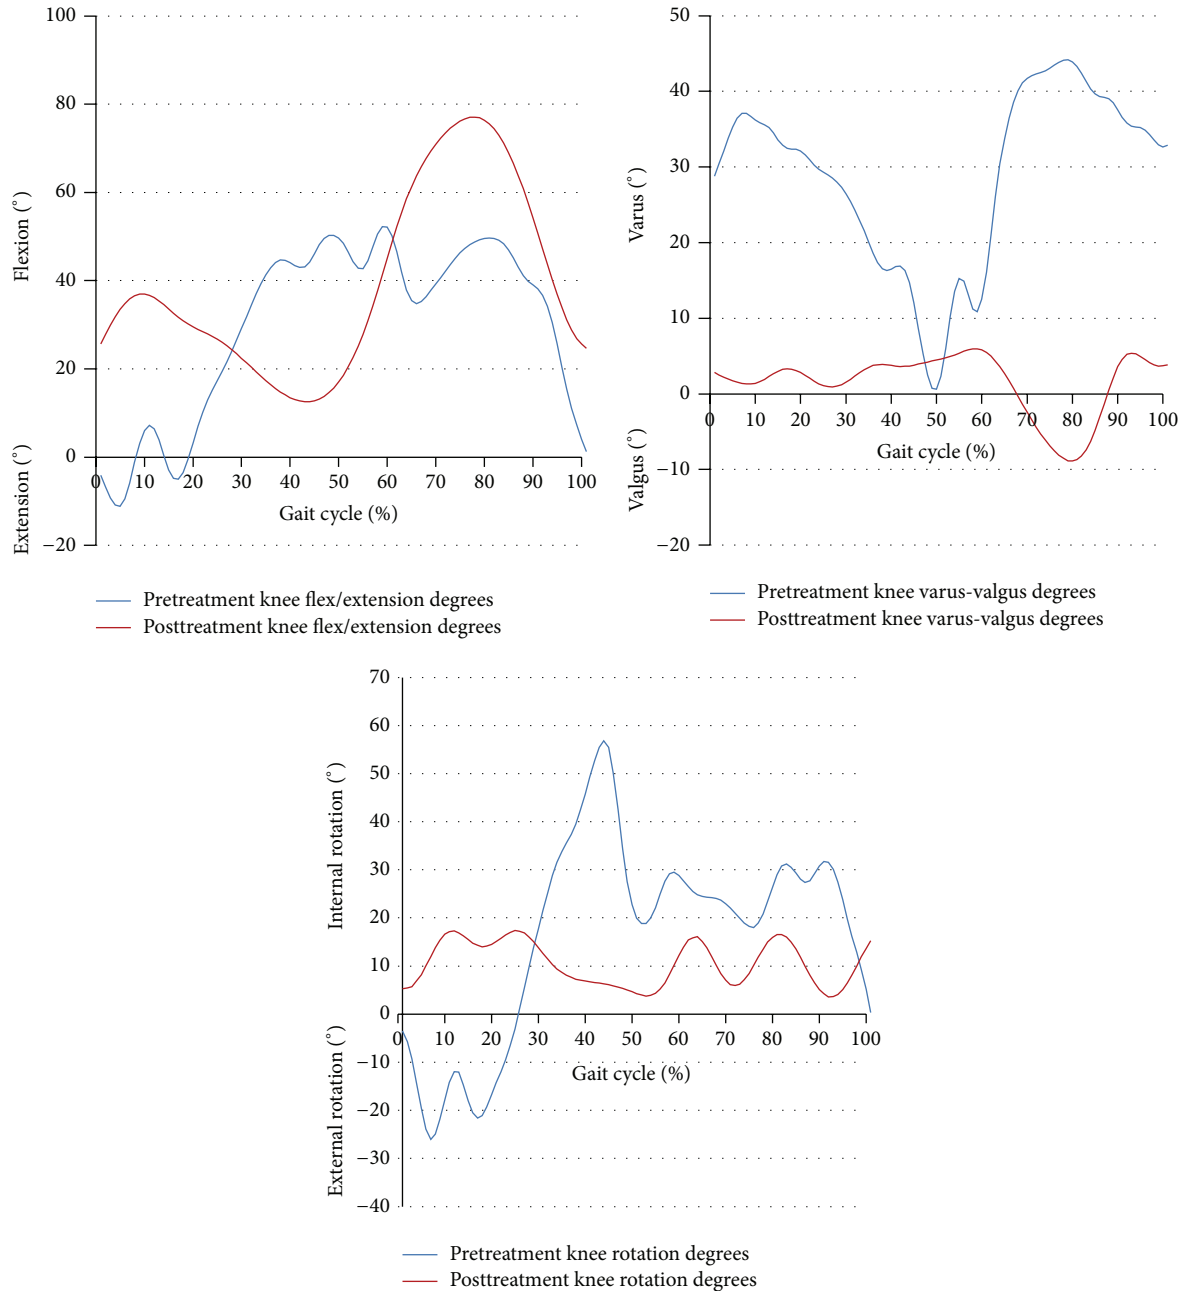 100
80
60
40
20
0
−20
Flexion (°)
Extension (°)
0 10 20 30 40 50 60 70 80 90 100
Gait cycle (%)
Pretreatment knee flex/extension degrees
Posttreatment knee flex/extension degrees
50
40
30
20
10
0
−10
−20
Varus (°)
Valgus (°)
0 10 20 30 40 50 60 70 80 90 100
Gait cycle (%)
Pretreatment knee varus-valgus degrees
Posttreatment knee varus-valgus degrees
70
60
50
40
30
20
10
0
−10
−20
−30
−40
Internal rotation (°)
External rotation (°)
0 10 20 30 40 50 60 70 80 90 100
Gait cycle (%)
Pretreatment knee rotation degrees
Posttreatment knee rotation degrees